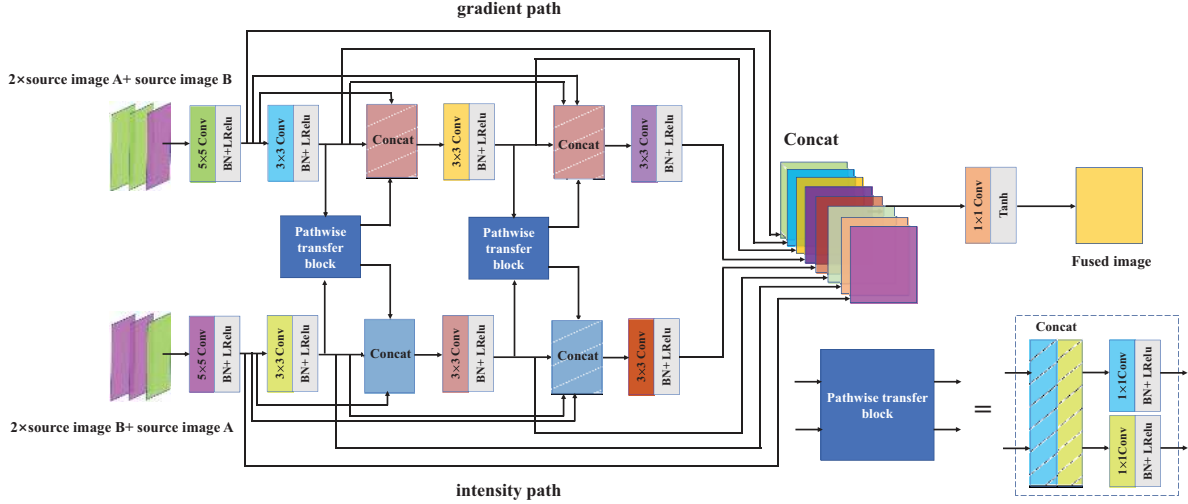 gradient path
2×source image A+ source image B
5×5 Conv
BN+LRelu
3×3 Conv
BN+ LRelu
Concat
3×3 Conv
BN+ LRelu
Concat
3×3 Conv
BN+ LRelu
Concat
1×1 Conv
Tanh
Fused image
Pathwise
transfer
block
Pathwise
transfer
block
5×5 Conv
BN+ LRelu
3×3 Conv
BN+ LRelu
Concat
3×3 Conv
BN+ LRelu
Concat
3×3 Conv
BN+ LRelu
2×source image B+ source image A
intensity path
Pathwise transfer
block
=
Concat
1×1Conv
BN+ LRelu
1×1Conv
BN+ LRelu